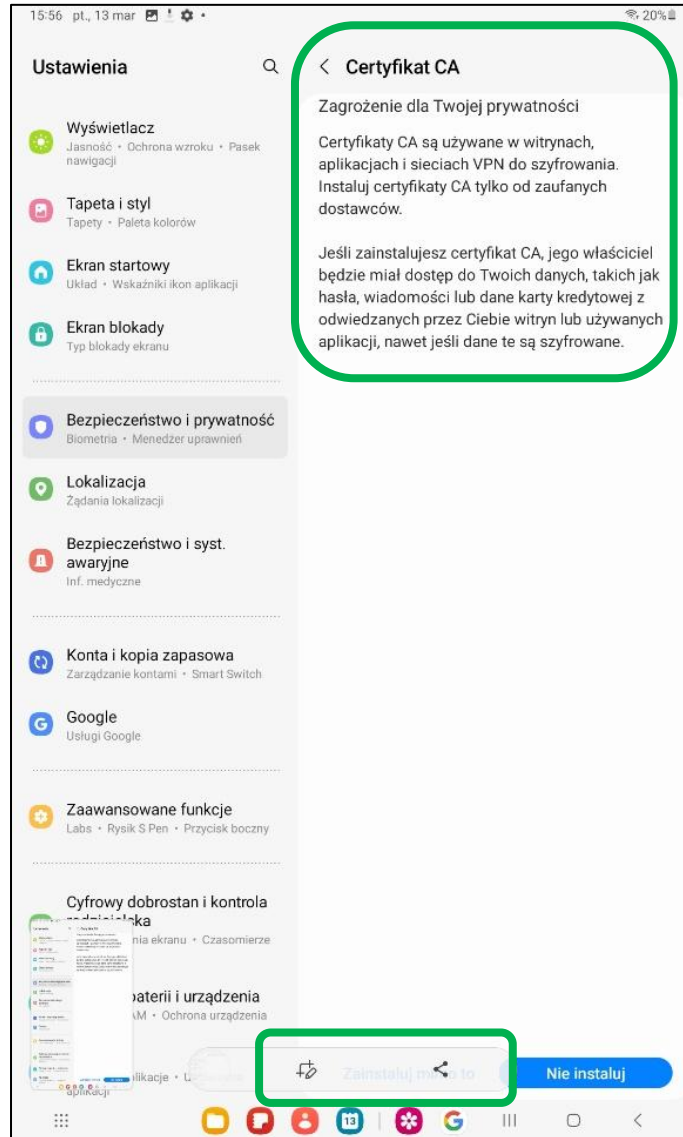 15:56 pt., 13 mar
20%
Ustawienia
Wyświetlacz
Jasność • Ochrona wzroku • Pasek
nawigacji
Tapeta i styl
Tapety • Paleta kolorów
Ekran startowy
Układ • Wskaźniki ikon aplikacji
Ekran blokady
Typ blokady ekranu
Bezpieczeństwo i prywatność
Biometria • Menedżer uprawnień
Lokalizacja
Żądania lokalizacji
Bezpieczeństwo i syst.
awaryjne
Inf. medyczne
Konta i kopia zapasowa
Zarządzanie kontami • Smart Switch
Google
Usługi Google
Zaawansowane funkcje
Labs • Rysik S Pen • Przycisk boczny
Cyfrowy dobrostan i kontrola
ekranu • Czasomierze
baterii i urządzenia
• Ochrona urządzenia
aplikacji
Certyfikat CA
Zagrożenie dla Twojej prywatności
Certyfikaty CA są używane w witrynach,
aplikacjach i sieciach VPN do szyfrowania.
Instaluj certyfikaty CA tylko od zaufanych
dostawców.
Jeśli zainstalujesz certyfikat CA, jego właściciel
będzie miał dostęp do Twoich danych, takich jak
hasła, wiadomości lub dane karty kredytowej z
odwiedzanych przez Ciebie witryn lub używanych
aplikacji, nawet jeśli dane te są szyfrowane.
Zainstaluj mimo to
Nie instaluj
13